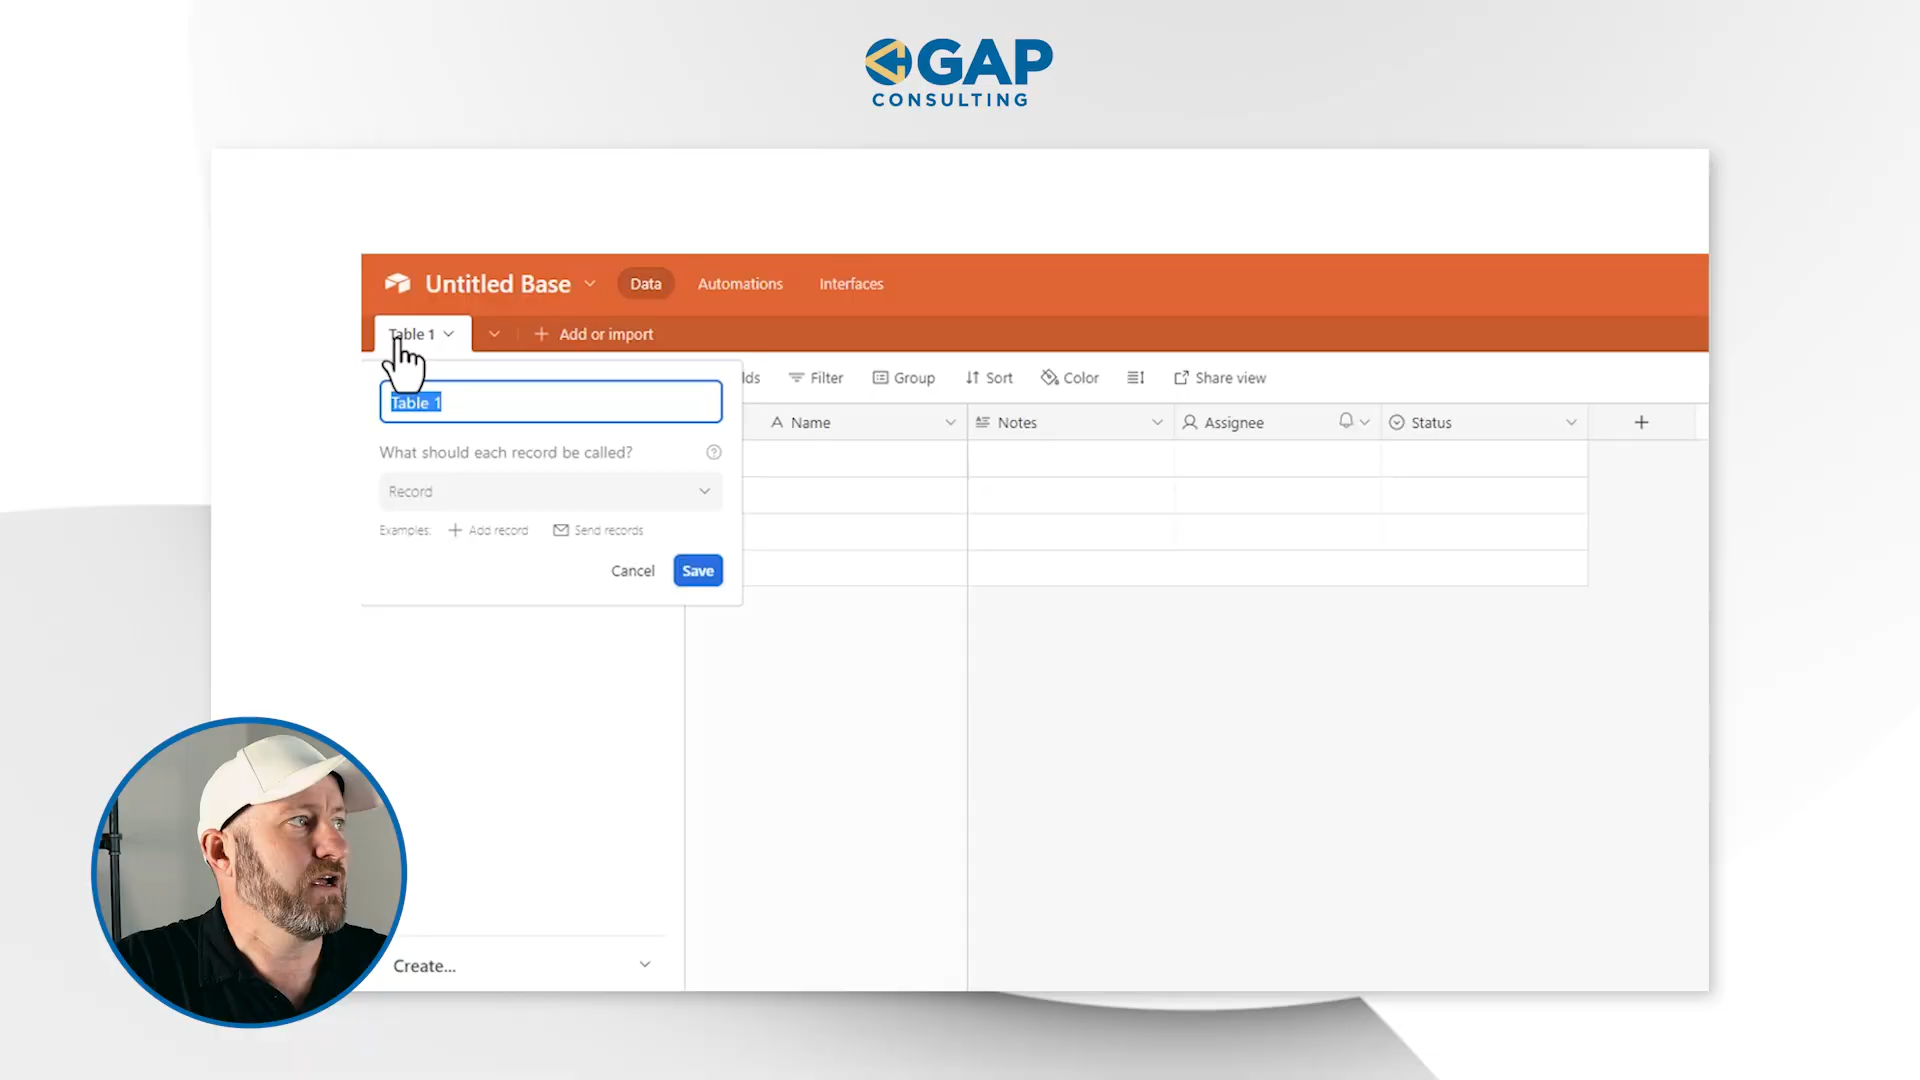 GAP
CONSULTING
Untitled Base
Data
Automations
Interfaces
Table 1
Add or import
Filter
Group
Sort
Color
Share view
Table 1
Name
Notes
Assignee
Status
What should each record be called?
Record
Examples:
Add record
Send records
Cancel
Save
Create...